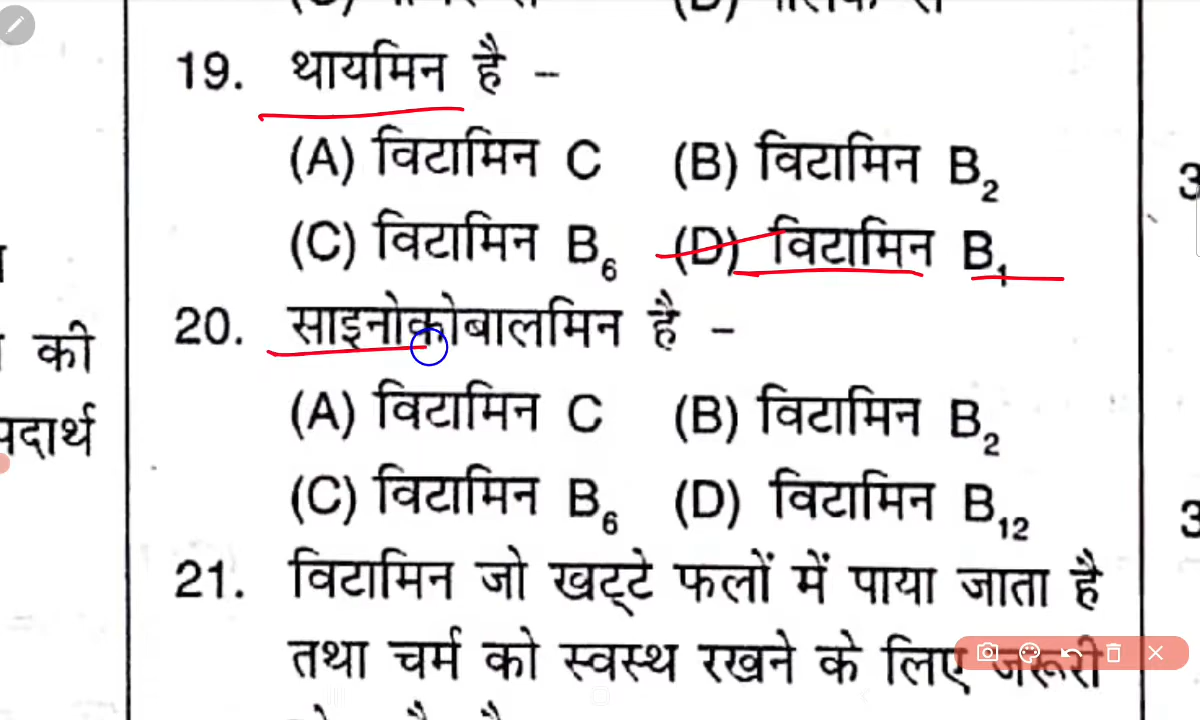 19. थायमिन है –
(A) विटामिन C (B) विटामिन B₂
(C) विटामिन B₆ (D) विटामिन B₁
20. साइनोकोबालमिन है –
की
(A) विटामिन C (B) विटामिन B₂
पदार्थ
(C) विटामिन B₆ (D) विटामिन B₁₂
21. विटामिन जो खट्टे फलों में पाया जाता है
तथा चर्म को स्वस्थ रखने के लिए जरूरी